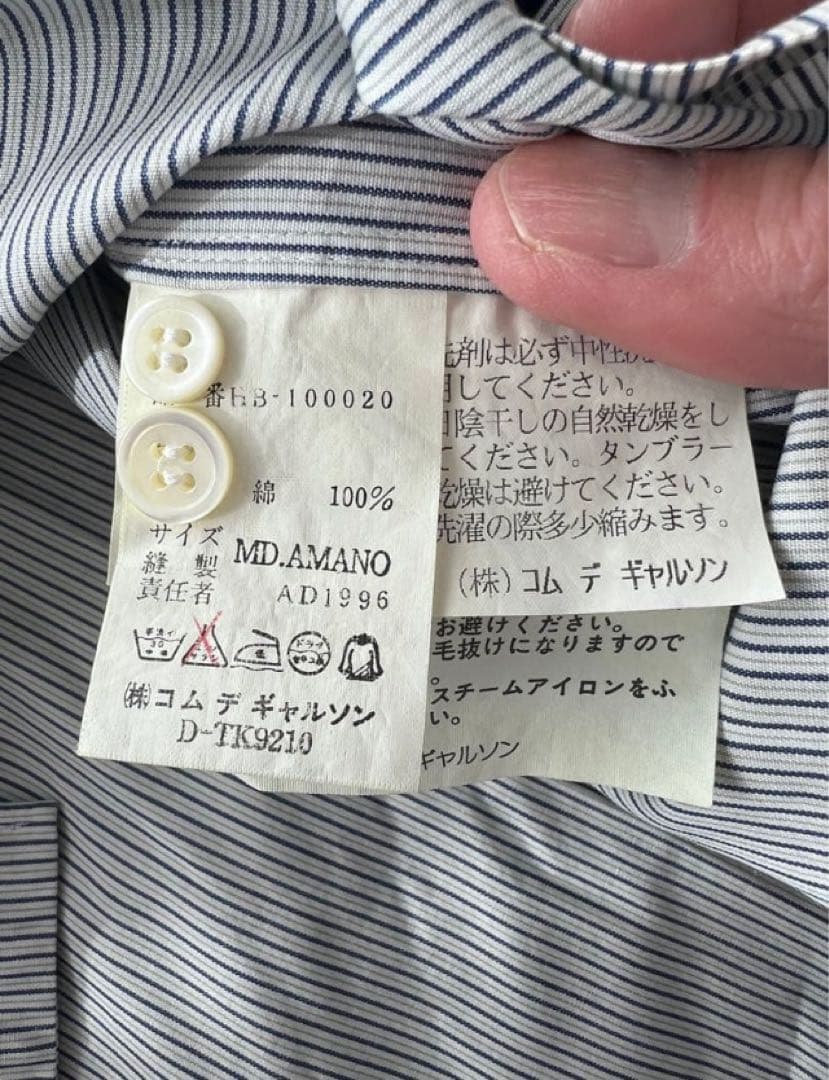 番HB-100020
綿 100%
サイズ
縫製 MD.AMANO
責任者 AD1996
(株)コム デ ギャルソン
D-TK9210
剤は必ず中性
してください。
陰干しの自然乾燥をし
ください。タンブラー
乾燥は避けてください。
洗濯の際多少縮みます。
(株)コム デ ギャルソン
お避けください。
毛抜けになりますので
。
スチームアイロンをふ
い。
ギャルソン